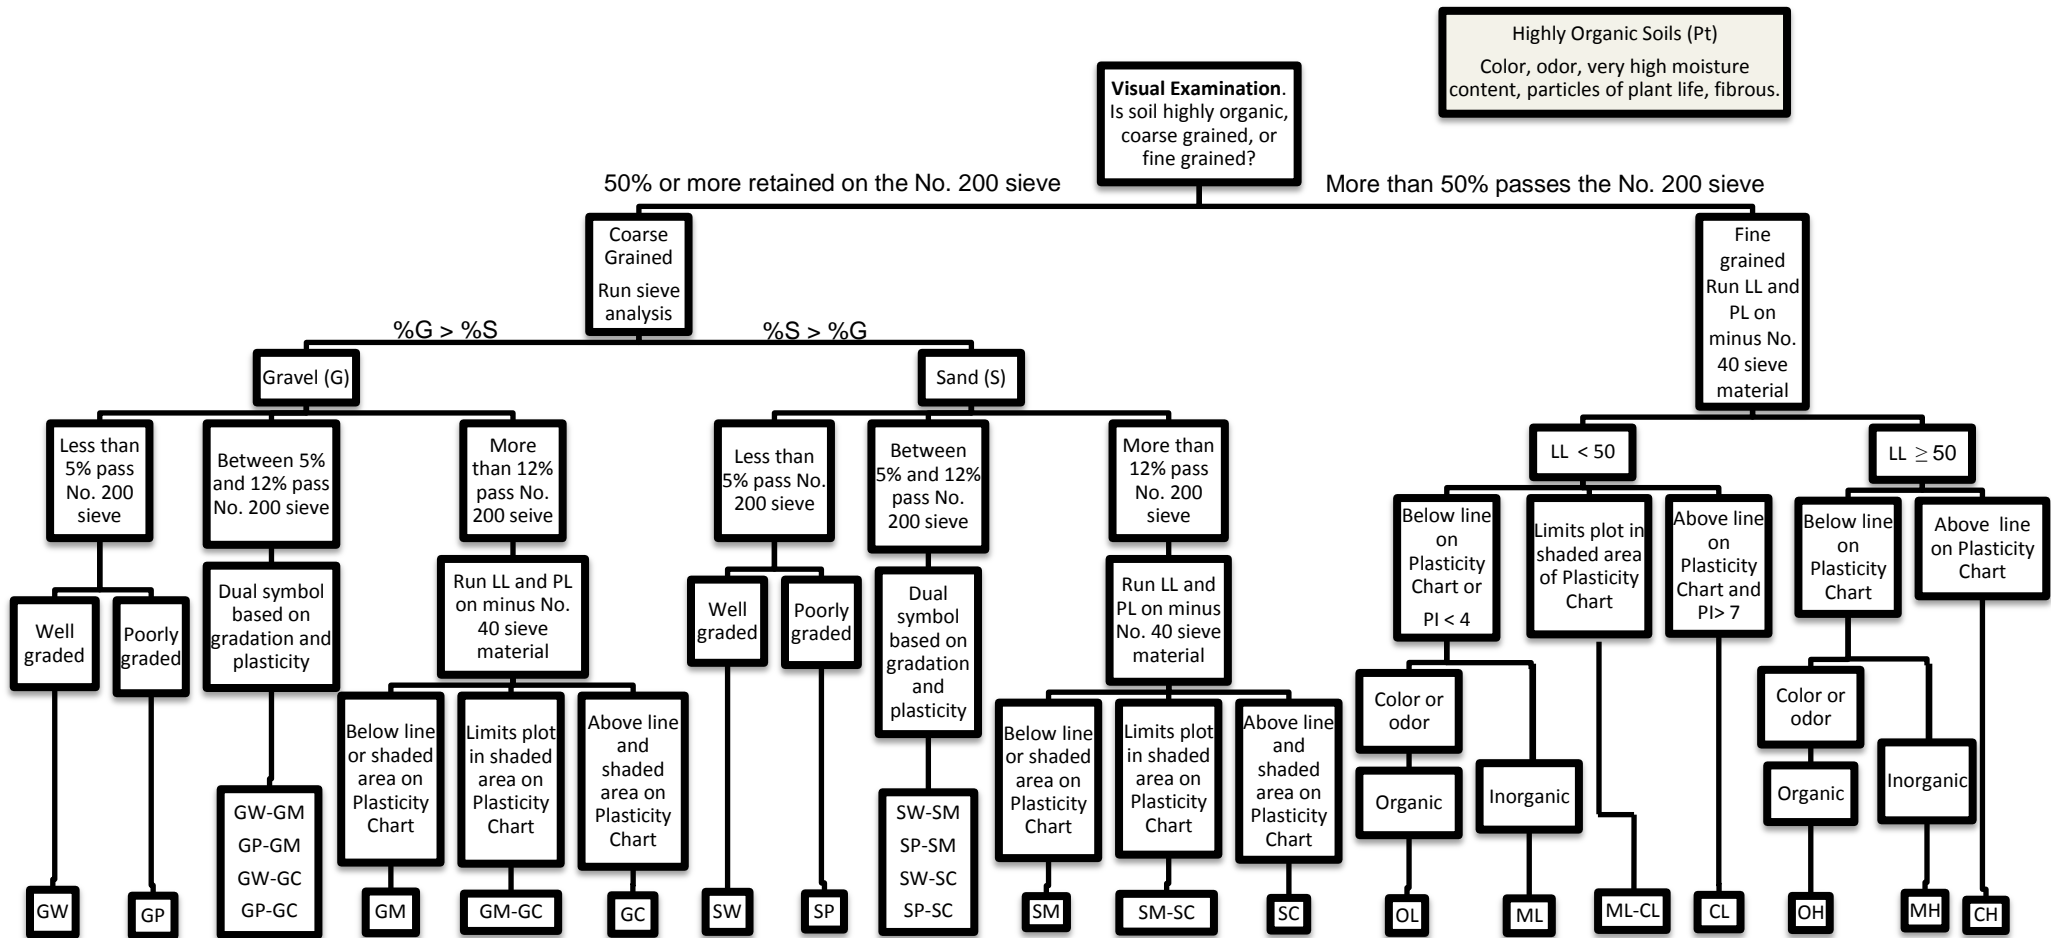 Highly Organic Soils (Pt)
Color, odor, very high moisture
content, particles of plant life, fibrous.
Visual Examination.
Is soil highly organic,
coarse grained, or
fine grained?
50% or more retained on the No. 200 sieve
More than 50% passes the No. 200 sieve
Coarse
Grained
Run sieve
analysis
Fine
grained
Run LL and
PL on
minus No.
40 sieve
material
%G > %S
%S > %G
Gravel (G)
Sand (S)
Less than
5% pass
No. 200
sieve
Between 5%
and 12% pass
No. 200 sieve
More
than 12%
pass No.
200 seive
Less than
5% pass No.
200 sieve
Between
5% and 12%
pass No.
200 sieve
More than
12% pass
No. 200
sieve
LL < 50
LL ≥ 50
Well
graded
Poorly
graded
Dual symbol
based on
gradation and
plasticity
Run LL and PL
on minus No.
40 sieve
material
Well
graded
Poorly
graded
Dual
symbol
based on
gradation
and
plasticity
Run LL and
PL on minus
No. 40 sieve
material
Below line
on
Plasticity
Chart or
PI < 4
Limits plot in
shaded area
of Plasticity
Chart
Above line
on
Plasticity
Chart and
PI> 7
Below line
on
Plasticity
Chart
Above line
on Plasticity
Chart
Below line
or shaded
area on
Plasticity
Chart
Limits plot
in shaded
area on
Plasticity
Chart
Above line
and
shaded
area on
Plasticity
Chart
Below line
or shaded
area on
Plasticity
Chart
Limits plot
in shaded
area on
Plasticity
Chart
Above line
and
shaded
area on
Plasticity
Chart
Color or
odor
Organic
Inorganic
Color or
odor
Organic
Inorganic
GW
GP
GW-GM
GP-GM
GW-GC
GP-GC
GM
GM-GC
GC
SW
SP
SW-SM
SP-SM
SW-SC
SP-SC
SM
SM-SC
SC
OL
ML
ML-CL
CL
OH
MH
CH